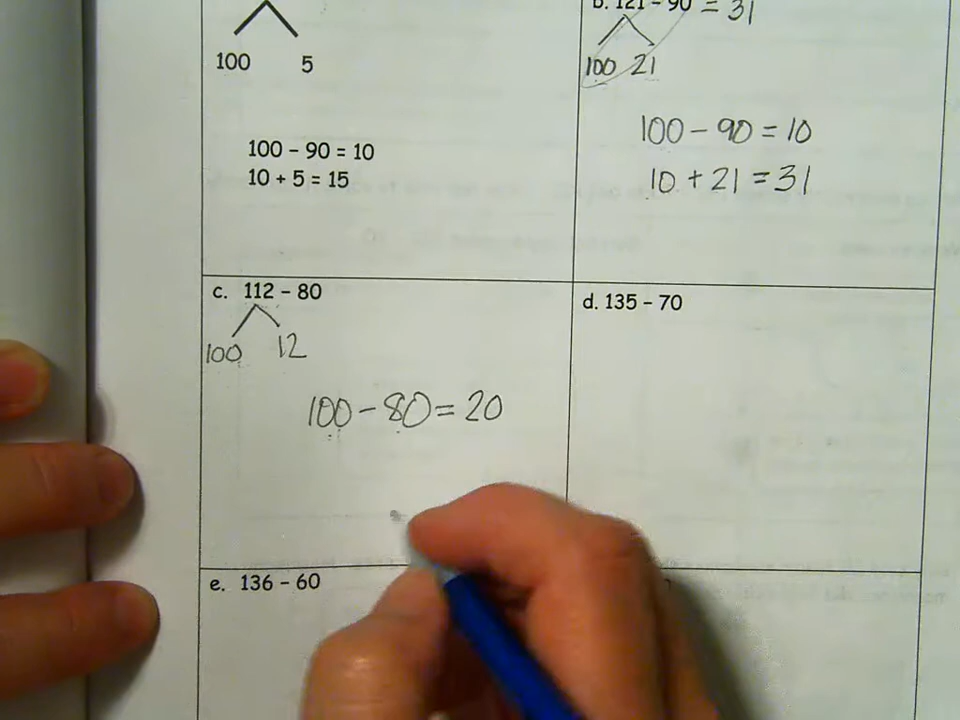 100 5
100 - 90 = 10
10 + 5 = 15
b. 121 - 90 = 31
100 21
100 - 90 = 10
10 + 21 = 31
c. 112 - 80
100 12
100 - 80 = 20
d. 135 - 70
e. 136 - 60